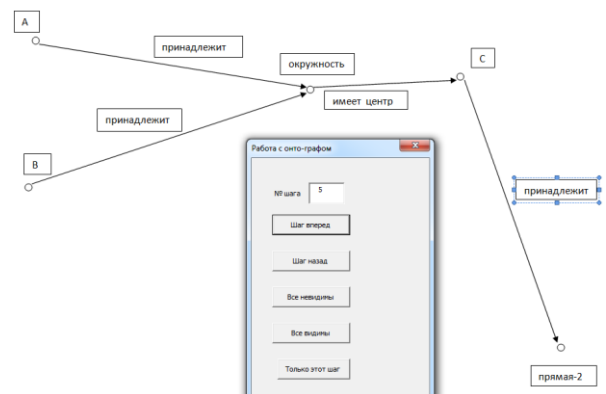 А
принадлежит
окружность
С
имеет центр
принадлежит
В
принадлежит
Работа с онто-графом
№ шага 5
Шаг вперед
Шаг назад
Все невидимы
Все видимы
Только этот шаг
прямая-2